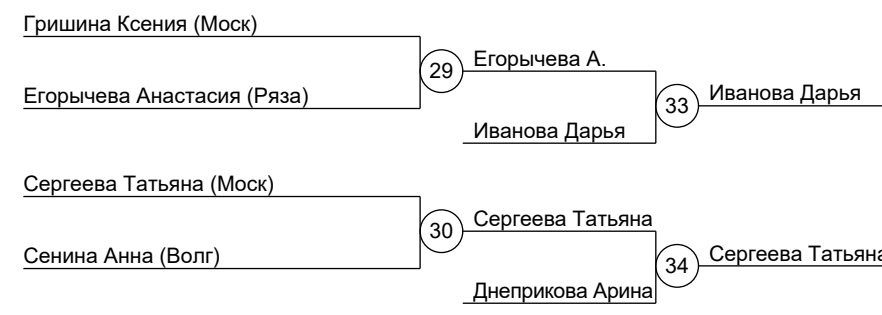 Гришина Ксения (Моск)
29
Егорычева А.
Егорычева Анастасия (Ряза)
33
Иванова Дарья
Иванова Дарья
Сергеева Татьяна (Моск)
30
Сергеева Татьяна
Сенина Анна (Волг)
34
Сергеева Татьяна
Днеприкова Арина